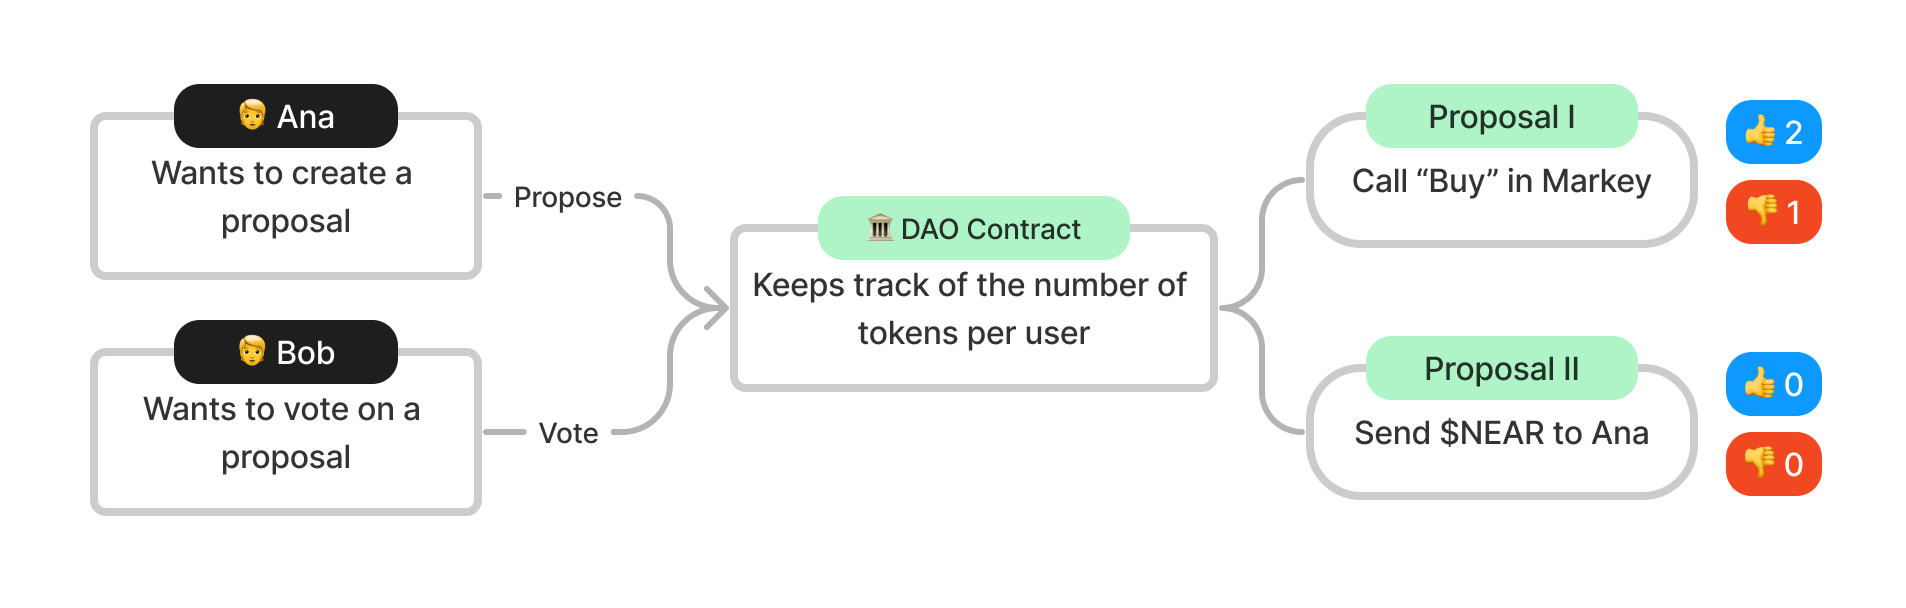 Ana
Wants to create a
proposal
Propose
Bob
Wants to vote on a
proposal
Vote
DAO Contract
Keeps track of the number of
tokens per user
Proposal I
Call “Buy” in Markey
2
1
Proposal II
Send $NEAR to Ana
0
0